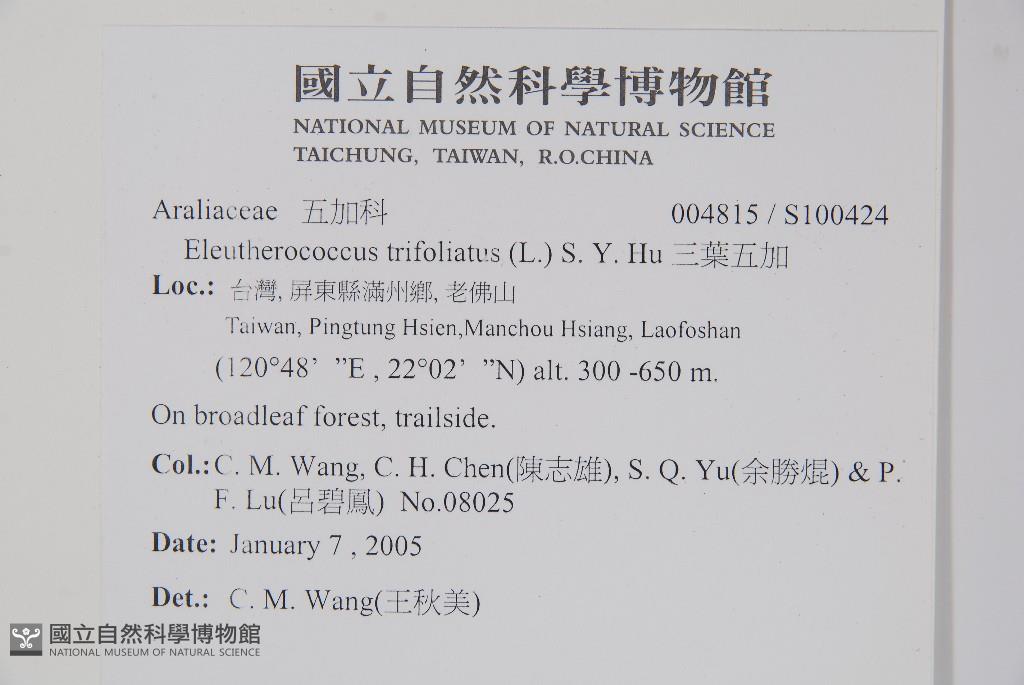 國立自然科學博物館
NATIONAL MUSEUM OF NATURAL SCIENCE
TAICHUNG, TAIWAN, R.O.CHINA
Araliaceae 五加科 004815 / S100424
Eleutherococcus trifoliatus (L.) S. Y. Hu 三葉五加
Loc.: 台灣, 屏東縣滿州鄉, 老佛山
Taiwan, Pingtung Hsien,Manchou Hsiang, Laofoshan
(120°48’ ”E , 22°02’ ”N) alt. 300 -650 m.
On broadleaf forest, trailside.
Col.: C. M. Wang, C. H. Chen(陳志雄), S. Q. Yu(余勝焜) & P.
F. Lu(呂碧鳳) No.08025
Date: January 7 , 2005
Det.: C. M. Wang(王秋美)
國立自然科學博物館
NATIONAL MUSEUM OF NATURAL SCIENCE